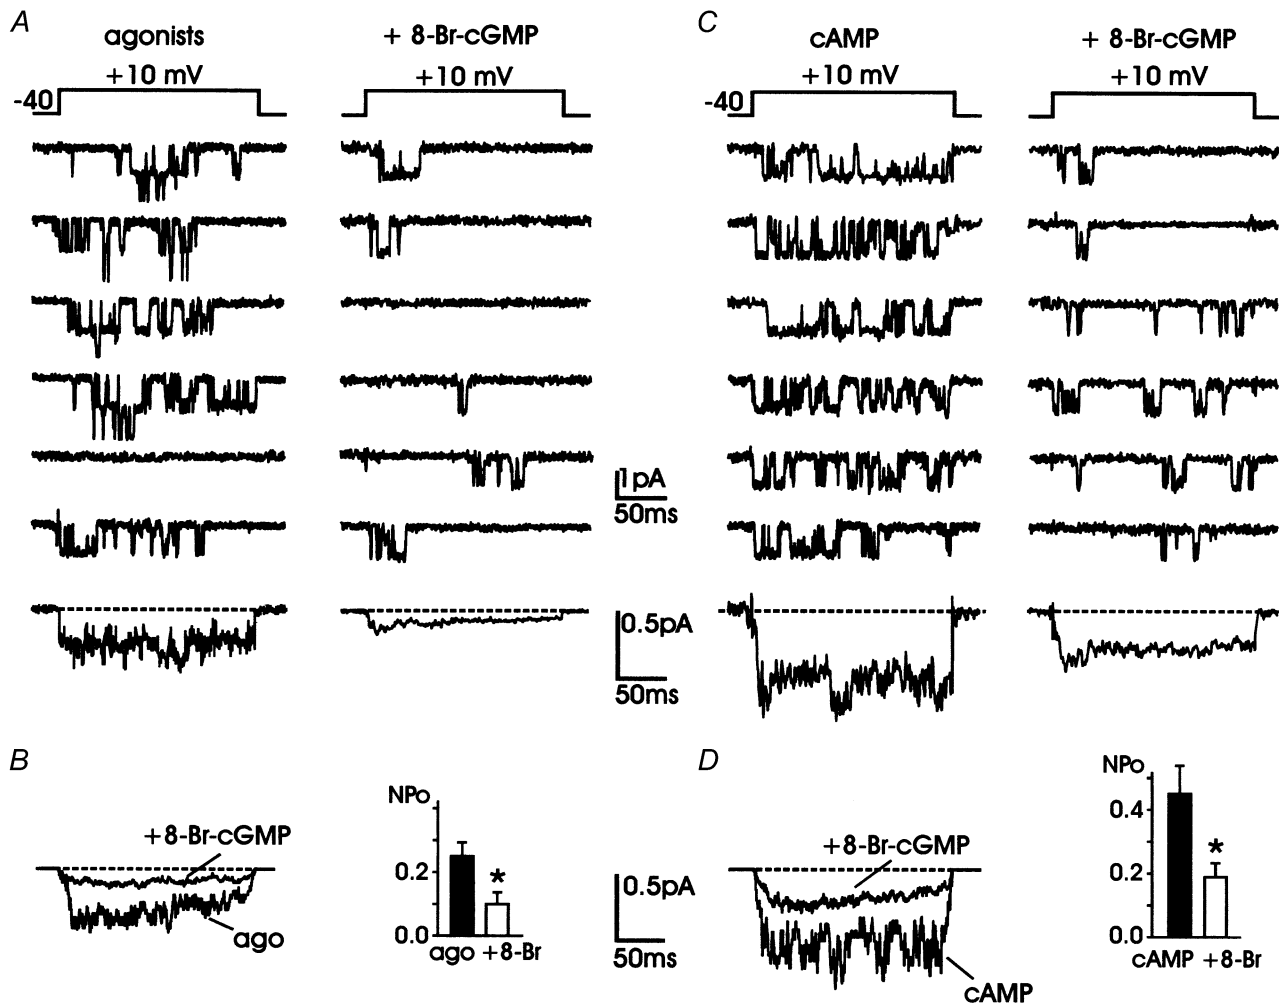 A
agonists
+ 8-Br-cGMP
+10 mV
+10 mV
-40
1pA
50ms
0.5pA
50ms
C
cAMP
+ 8-Br-cGMP
+10 mV
+10 mV
-40
B
+8-Br-cGMP
ago
NPo
0.2
*
0.0
ago +8-Br
0.5pA
50ms
D
+8-Br-cGMP
cAMP
NPo
0.4
*
0.2
0.0
cAMP +8-Br